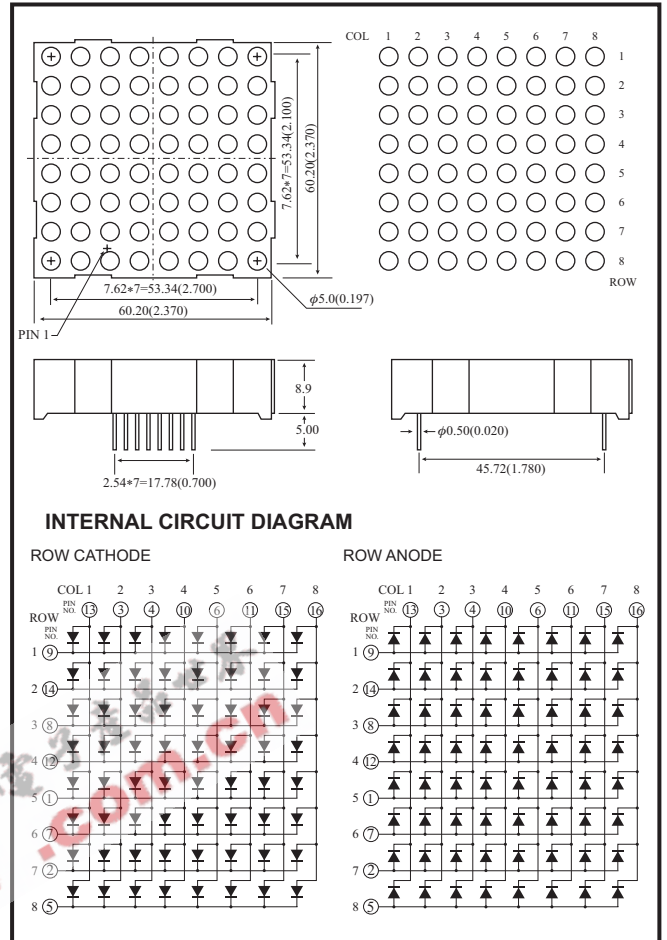 COL 1 2 3 4 5 6 7 8
1
2
3
4
5
6
7
8
ROW
7.62*7=53.34(2.100)
60.20(2.370)
7.62*7=53.34(2.700)
60.20(2.370)
φ5.0(0.197)
PIN 1
8.9
5.00
2.54*7=17.78(0.700)
φ0.50(0.020)
45.72(1.780)
INTERNAL CIRCUIT DIAGRAM
ROW CATHODE
COL 1 2 3 4 5 6 7 8
PIN NO. 13 3 4 10 6 11 15 16
ROW
PIN
NO.
1 9
2 14
3 8
4 12
5 1
6 7
7 2
8 5
ROW ANODE
COL 1 2 3 4 5 6 7 8
PIN NO. 13 3 4 10 6 11 15 16
ROW
PIN
NO.
1 9
2 14
3 8
4 12
5 1
6 7
7 2
8 5
.com.cn